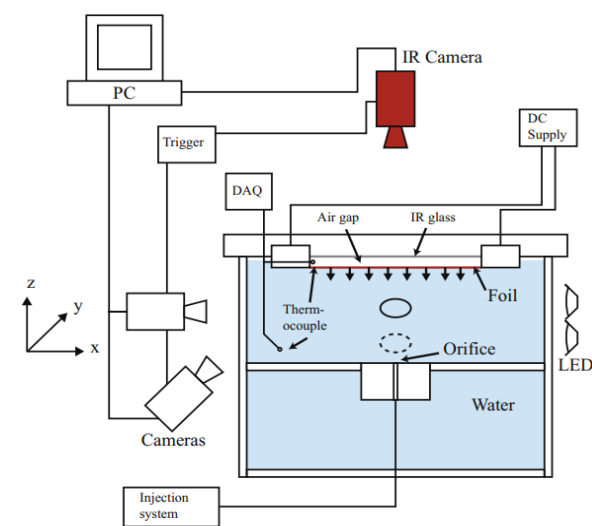 IR Camera
PC
DC
Supply
Trigger
DAQ
Air gap
IR glass
z
y
x
Therm-
ocouple
Foil
Orifice
LED
Water
Cameras
Injection
system